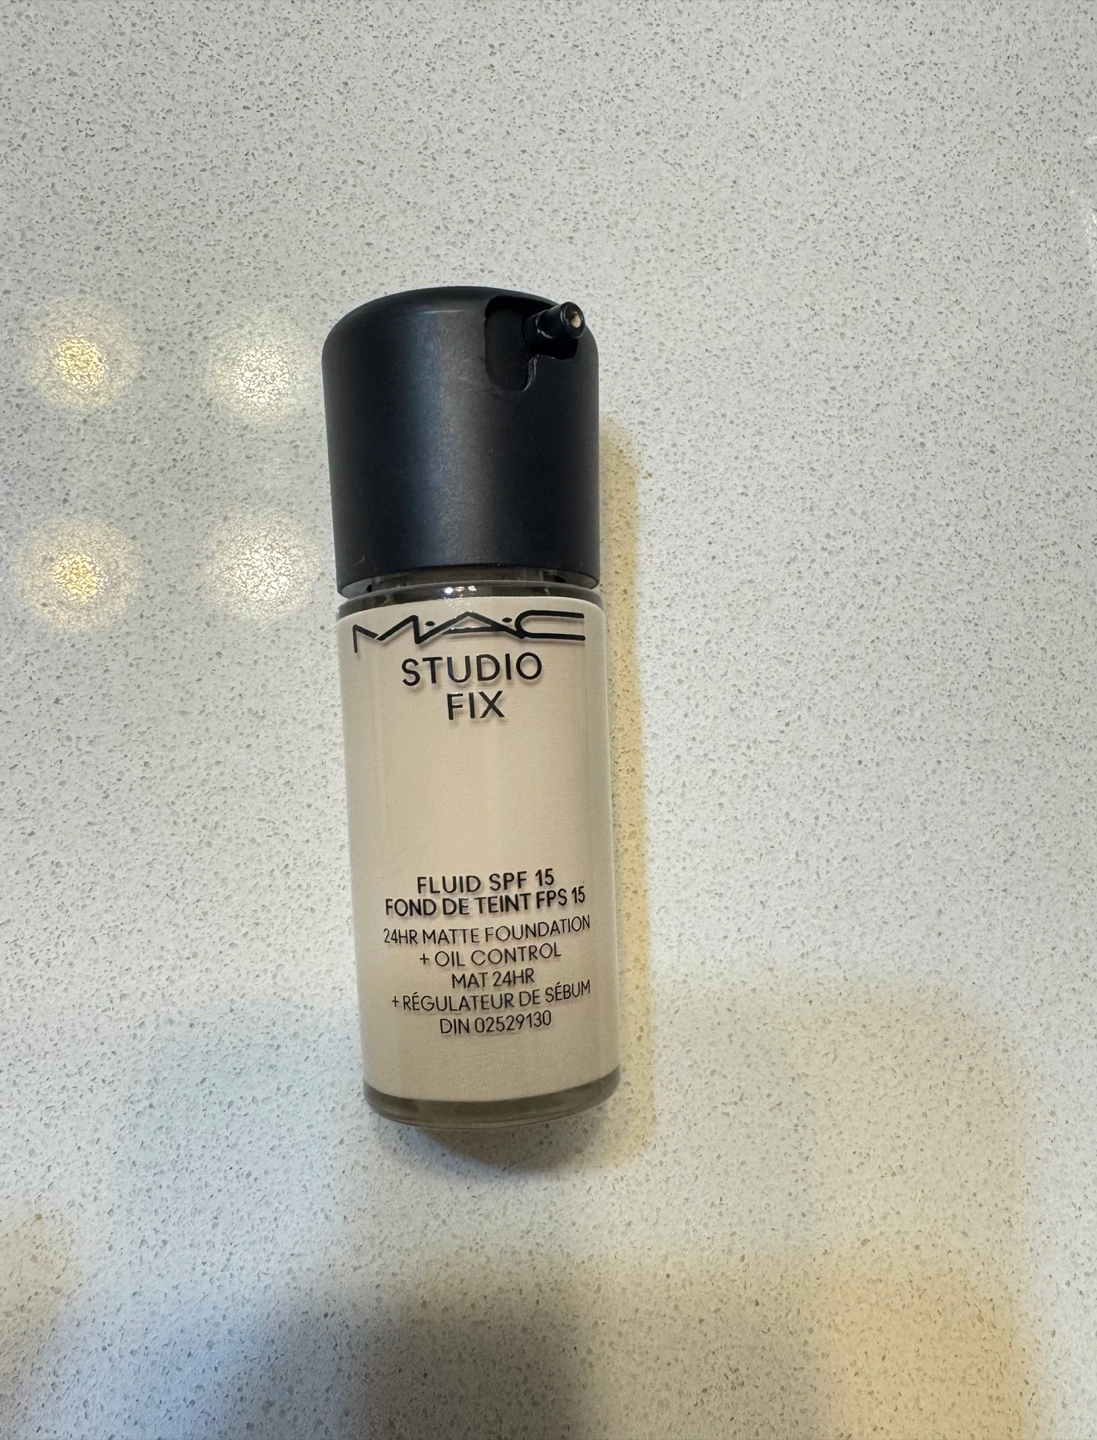 MAC
STUDIO
FIX
FLUID SPF 15
FOND DE TEINT FPS 15
24HR MATTE FOUNDATION
+ OIL CONTROL
MAT 24HR
+ RÉGULATEUR DE SÉBUM
DIN 02529130